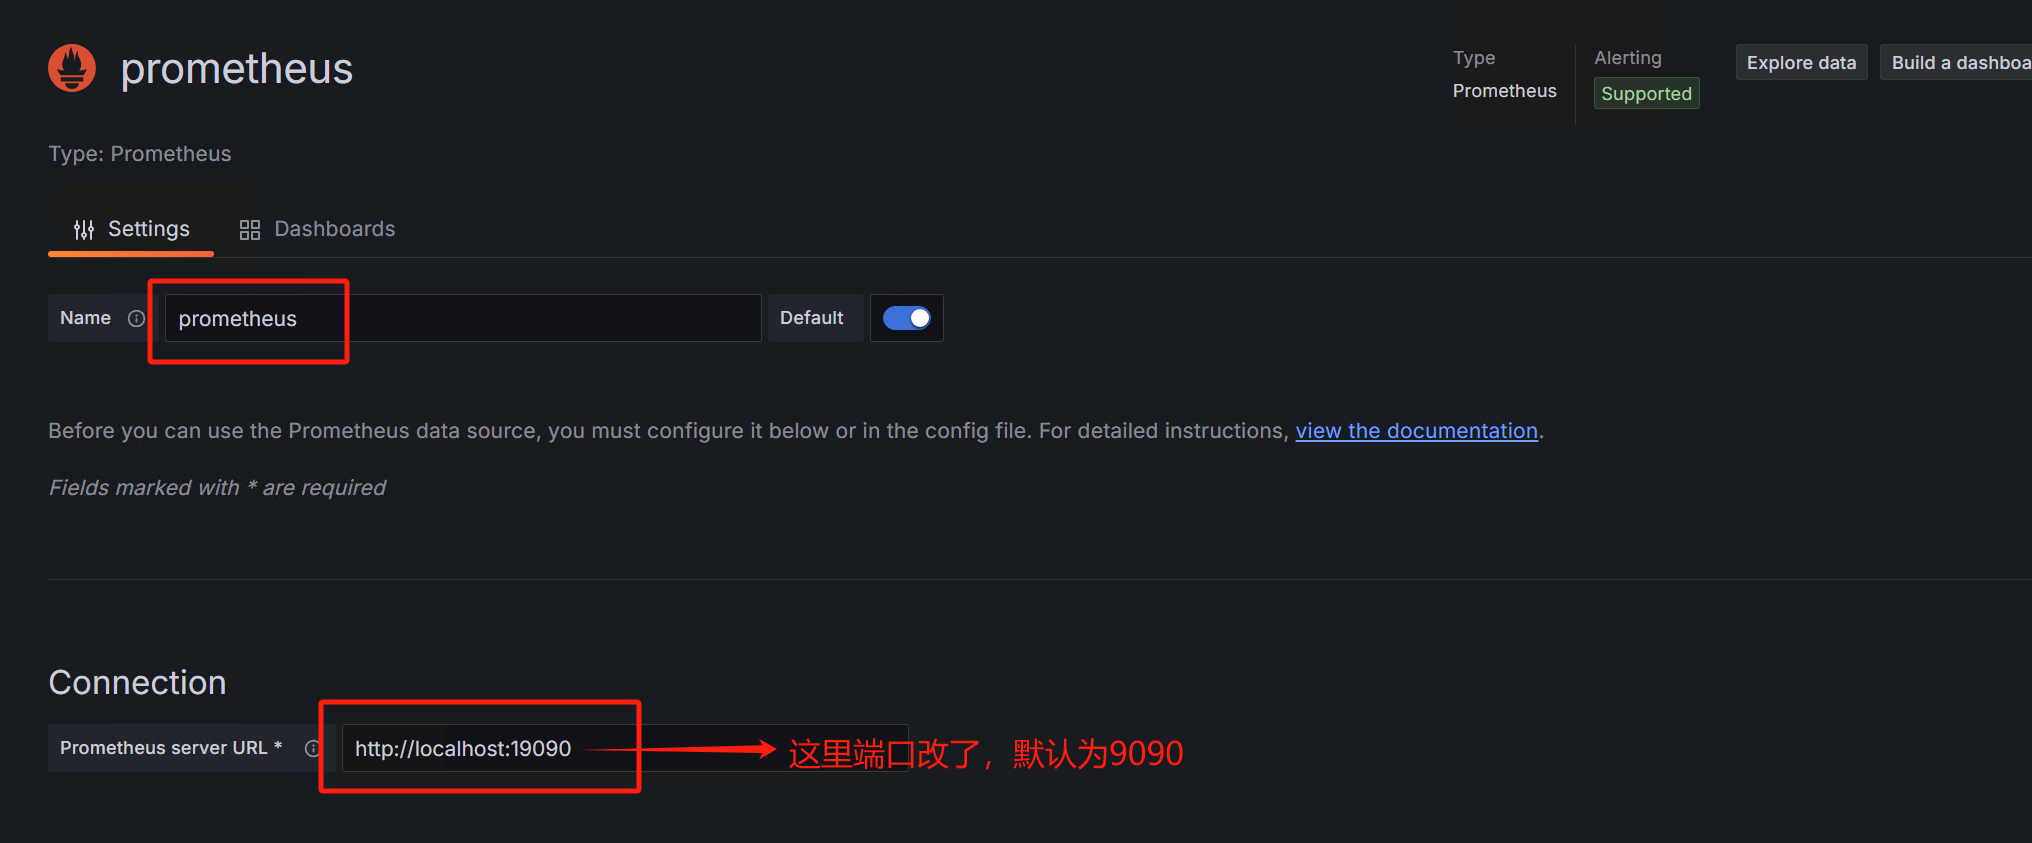 prometheus
Type
Alerting
Explore data
Build a dashboa
Prometheus
Supported
Type: Prometheus
Settings
Dashboards
Name
prometheus
Default
Before you can use the Prometheus data source, you must configure it below or in the config file. For detailed instructions, view the documentation.
Fields marked with * are required
Connection
Prometheus server URL *
http://localhost:19090
这里端口改了，默认为9090